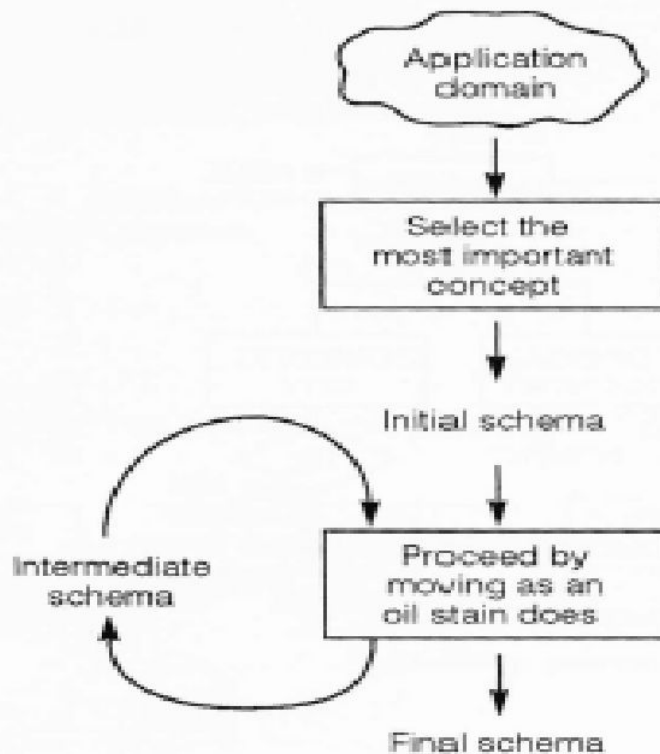 Application
domain
Select the
most important
concept
Initial schema
Proceed by
moving as an
oil stain does
Intermediate
schema
Final schema